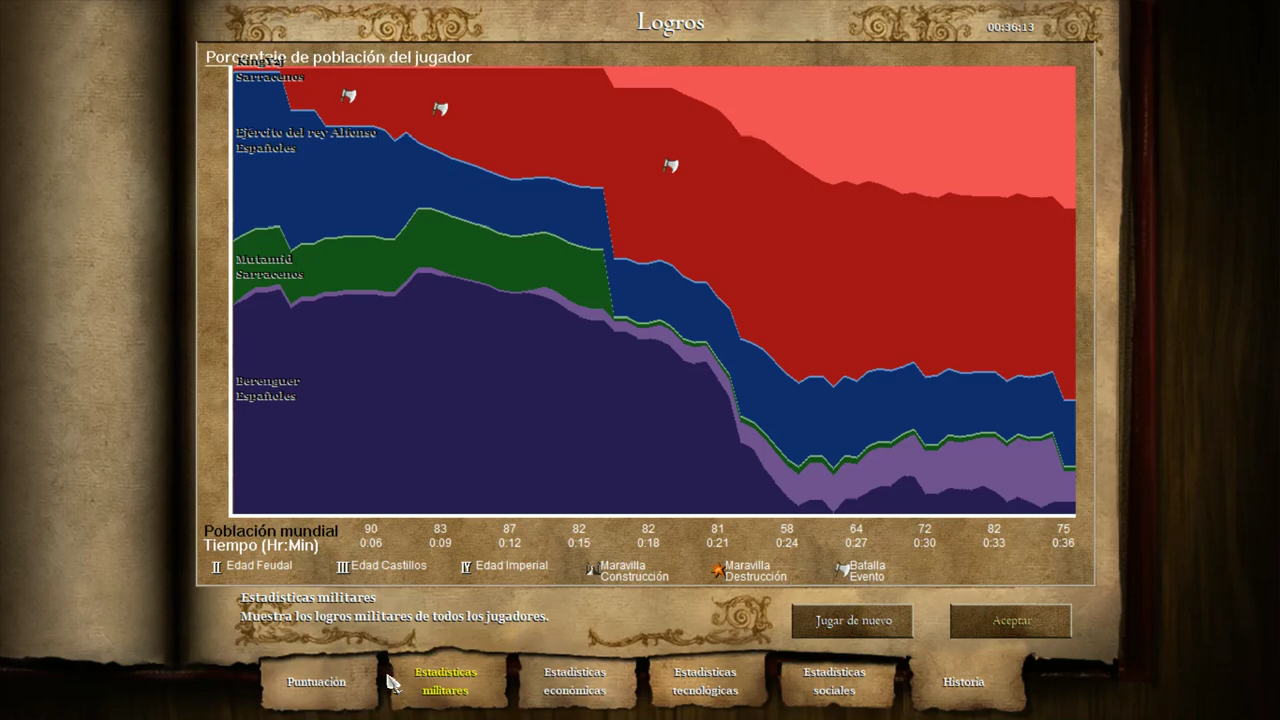 Logros
00:36:13
Porcentaje de población del jugador
KingYaj
Sarracenos
Ejército del rey Alfonso
Españoles
Mutamid
Sarracenos
Berenguer
Españoles
Población mundial 90 83 87 82 82 81 58 64 72 82 75
Tiempo (Hr:Min) 0:06 0:09 0:12 0:15 0:18 0:21 0:24 0:27 0:30 0:33 0:36
II Edad Feudal III Edad Castillos IV Edad Imperial Maravilla Construcción Maravilla Destrucción Batalla Evento
Estadísticas militares
Muestra los logros militares de todos los jugadores.
Jugar de nuevo
Aceptar
Puntuación
Estadísticas militares
Estadísticas económicas
Estadísticas tecnológicas
Estadísticas sociales
Historia